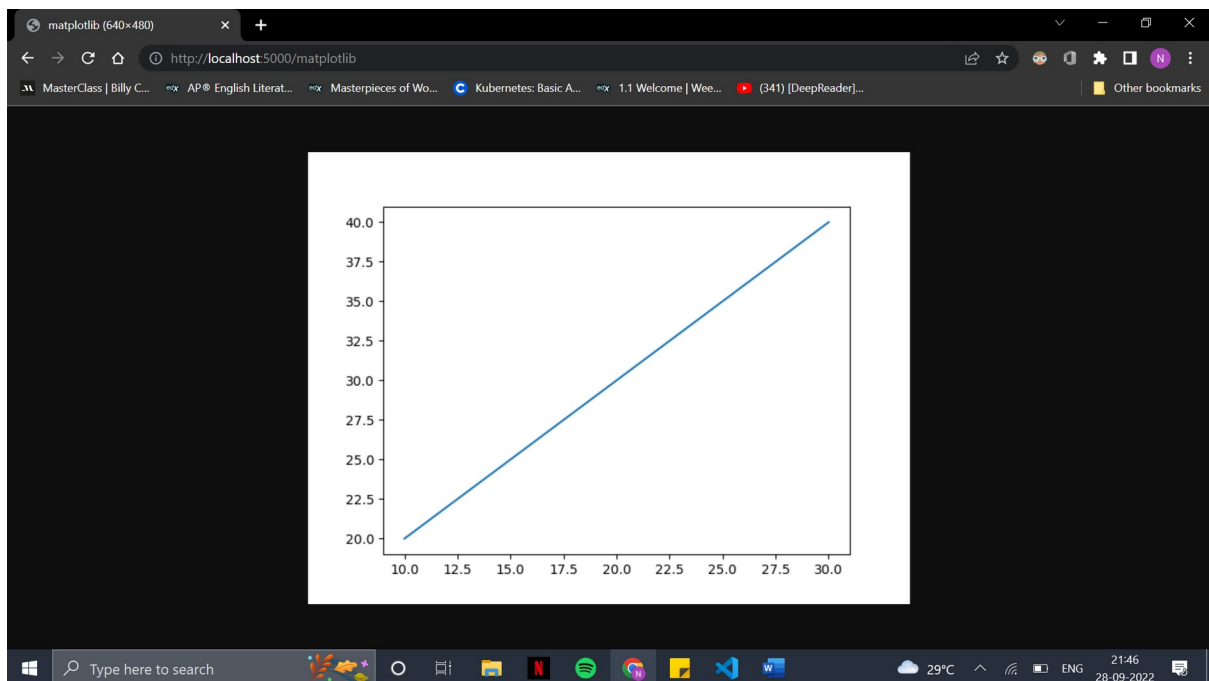 matplotlib (640×480)
http://localhost:5000/matplotlib
N
MasterClass | Billy C... AP® English Literat... Masterpieces of Wo... Kubernetes: Basic A... 1.1 Welcome | Wee... (341) [DeepReader]... Other bookmarks
40.0
37.5
35.0
32.5
30.0
27.5
25.0
22.5
20.0
10.0 12.5 15.0 17.5 20.0 22.5 25.0 27.5 30.0
Type here to search
29°C ENG 21:46
28-09-2022